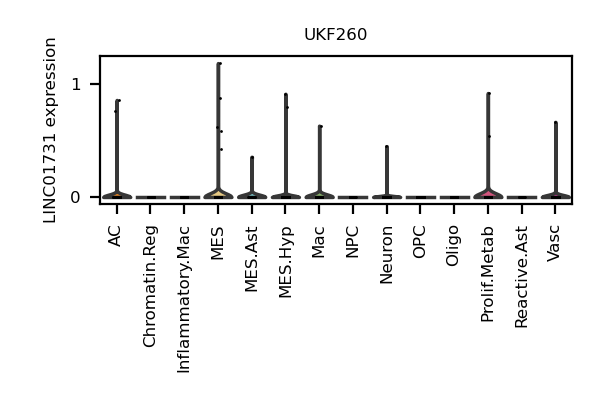 UKF260
LINC01731 expression
1
0
AC
Chromatin.Reg
Inflammatory.Mac
MES
MES.Ast
MES.Hyp
Mac
NPC
Neuron
OPC
Oligo
Prolif.Metab
Reactive.Ast
Vasc